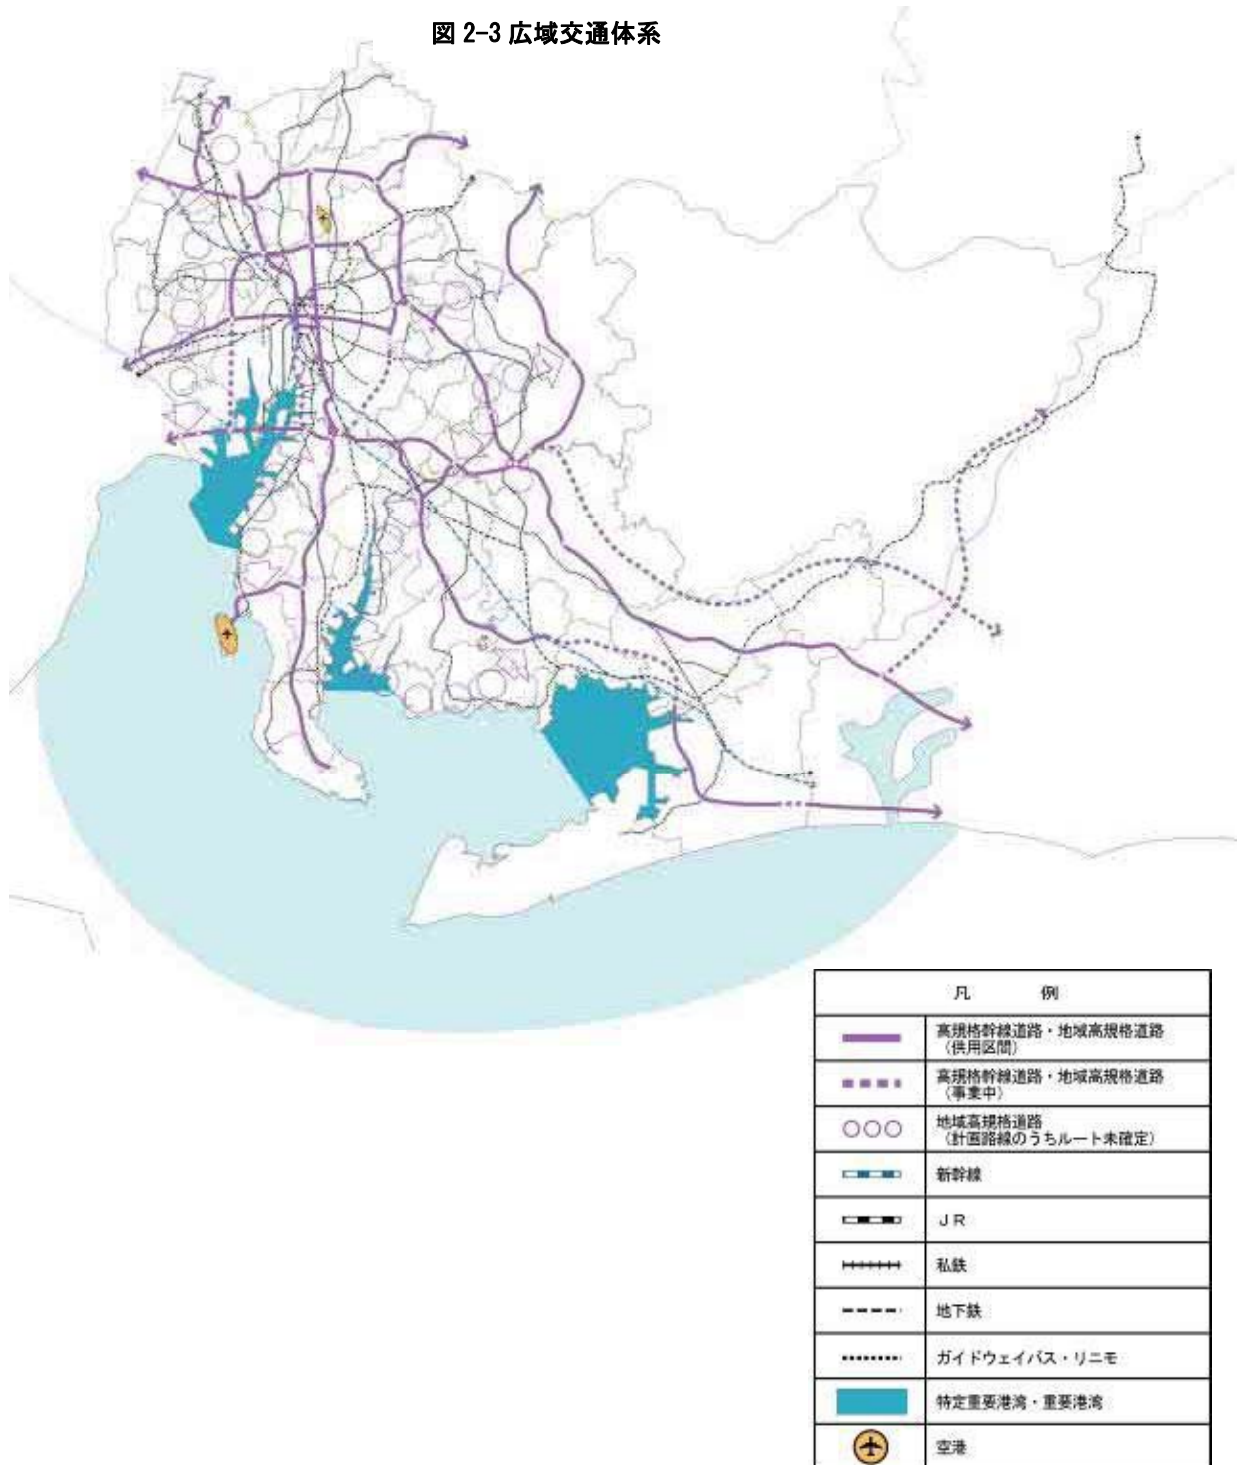 図 2-3 広域交通体系
凡 例
高規格幹線道路・地域高規格道路
（供用区間）
高規格幹線道路・地域高規格道路
（事業中）
地域高規格道路
（計画路線のうちルート未確定）
新幹線
ＪＲ
私鉄
地下鉄
ガイドウェイバス・リニモ
特定重要港湾・重要港湾
空港